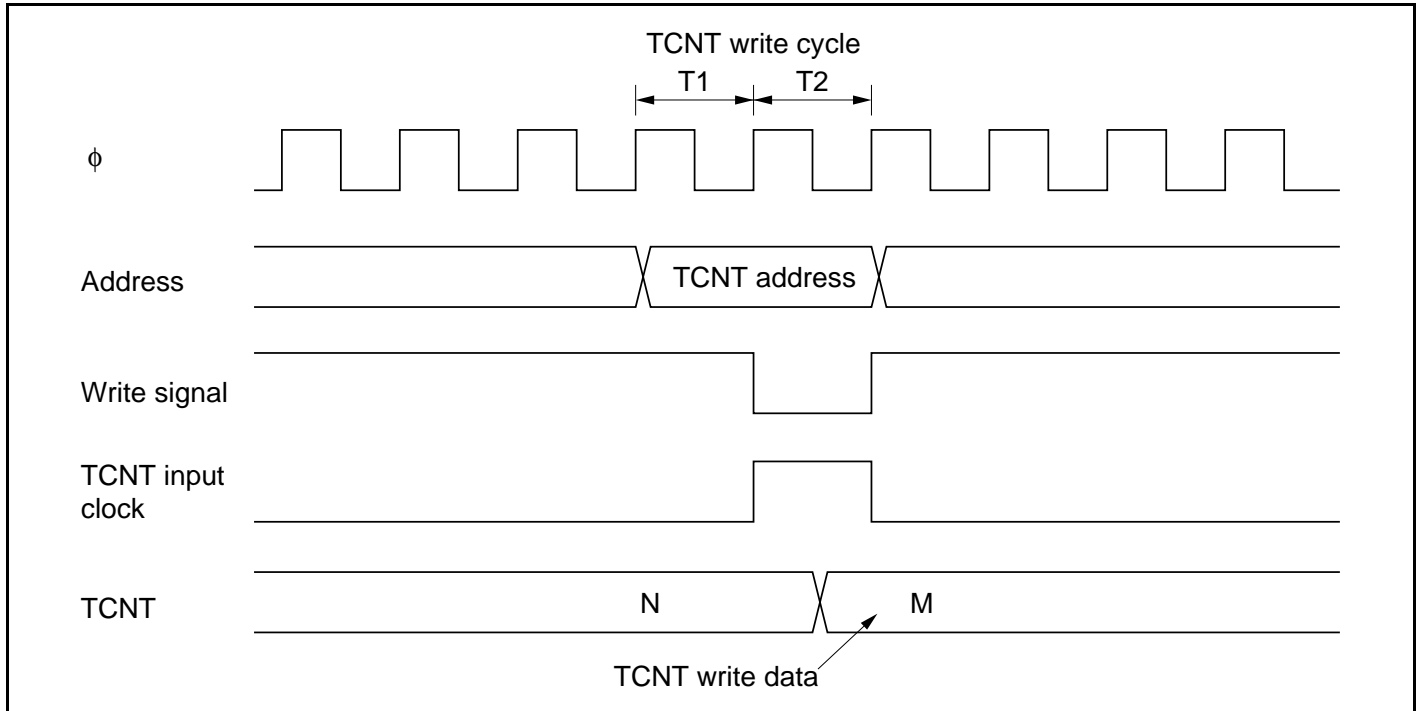 TCNT write cycle
T1 T2
ϕ
Address
TCNT address
Write signal
TCNT input
clock
TCNT
N
M
TCNT write data